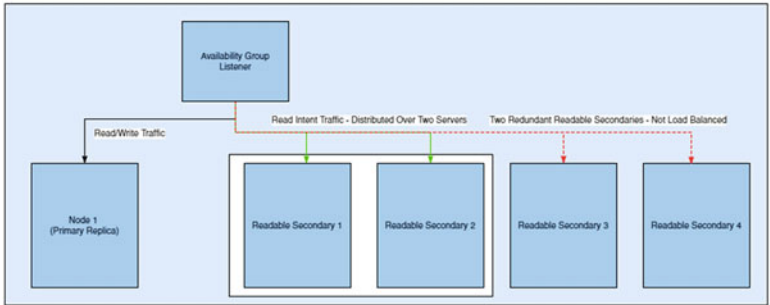 Availability Group
Listener
Read Intent Traffic - Distributed Over Two Servers
Two Redundant Readable Secondaries - Not Load Balanced
Read/Write Traffic
Node 1
(Primary Replica)
Readable Secondary 1
Readable Secondary 2
Readable Secondary 3
Readable Secondary 4